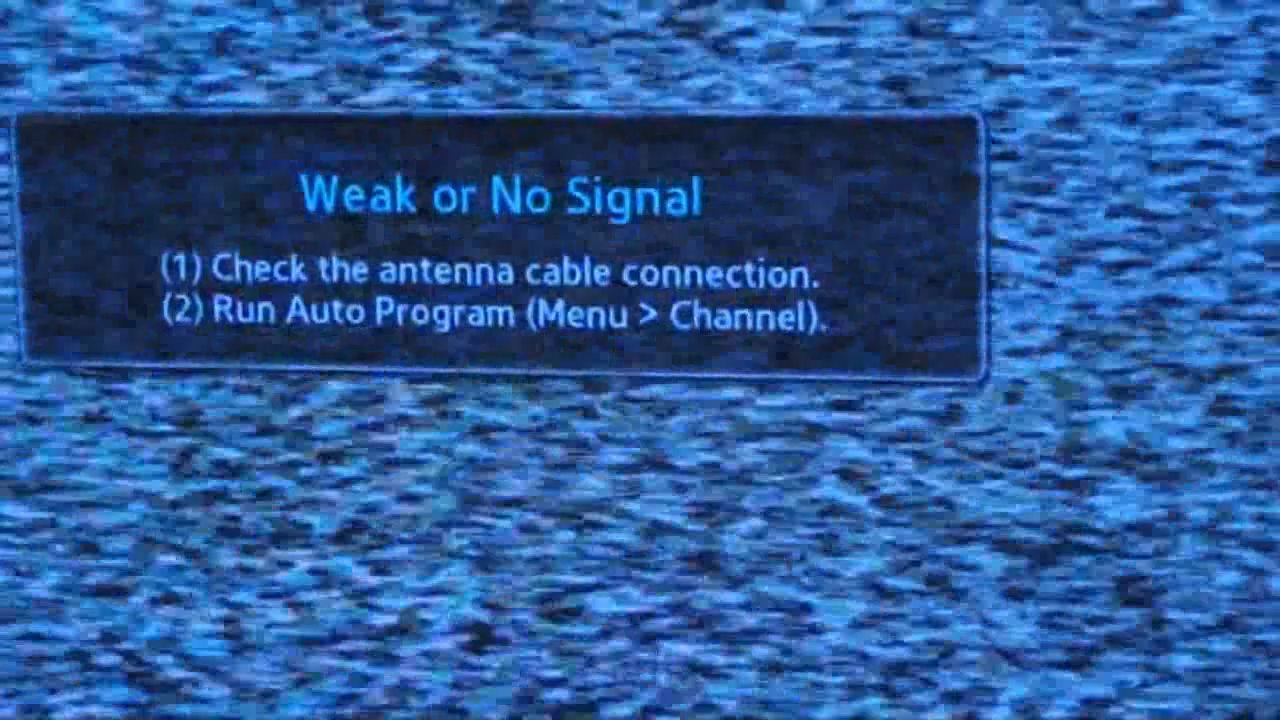 Weak or No Signal
(1) Check the antenna cable connection.
(2) Run Auto Program (Menu > Channel).